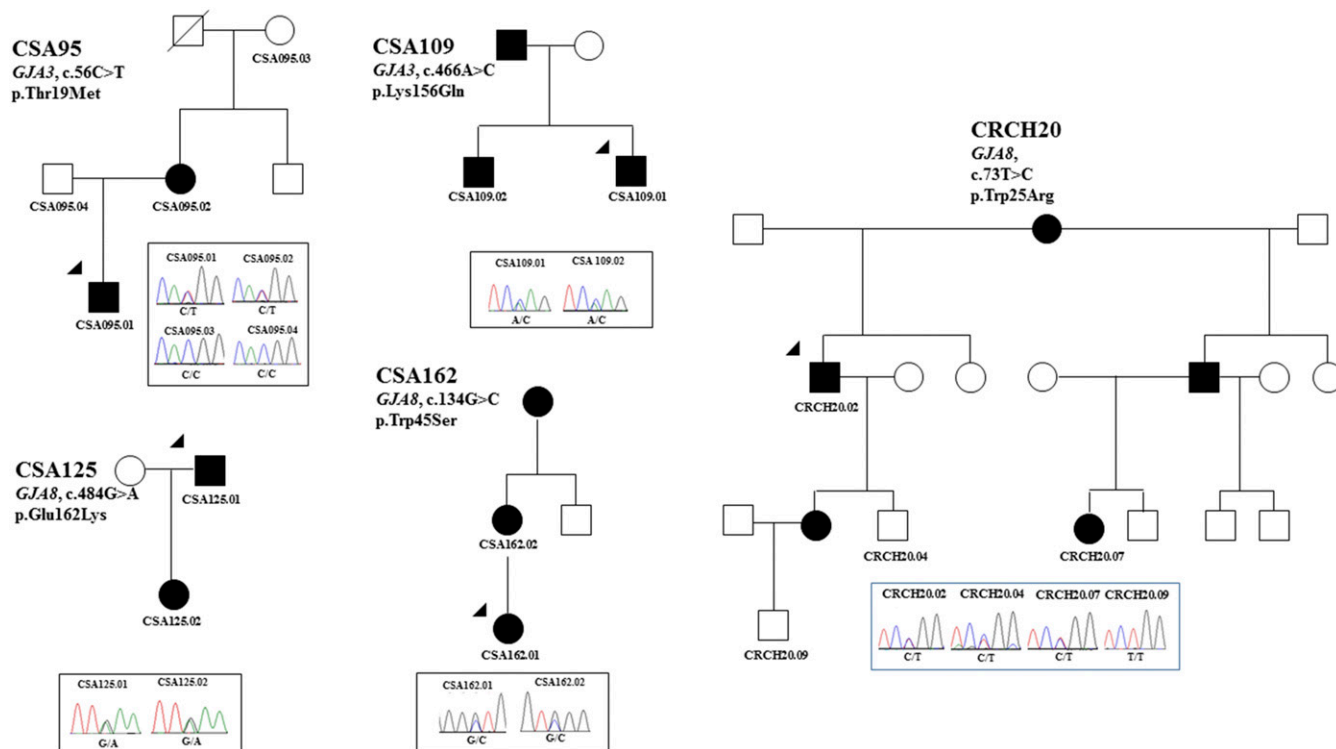 CSA95
GJA3, c.56C>T
p.Thr19Met
CSA095.03
CSA095.04
CSA095.02
CSA095.01
CSA095.01 CSA095.02
C/T C/T
CSA095.03 CSA095.04
C/C C/C
CSA109
GJA3, c.466A>C
p.Lys156Gln
CSA109.02
CSA109.01
CSA109.01 CSA 109.02
A/C A/C
CSA125
GJA8, c.484G>A
p.Glu162Lys
CSA125.01
CSA125.02
CSA125.01 CSA125.02
G/A G/A
CSA162
GJA8, c.134G>C
p.Trp45Ser
CSA162.02
CSA162.01
CSA162.01 CSA162.02
G/C G/C
CRCH20
GJA8,
c.73T>C
p.Trp25Arg
CRCH20.02
CRCH20.04
CRCH20.07
CRCH20.09
CRCH20.02 CRCH20.04 CRCH20.07 CRCH20.09
C/T C/T C/T T/T